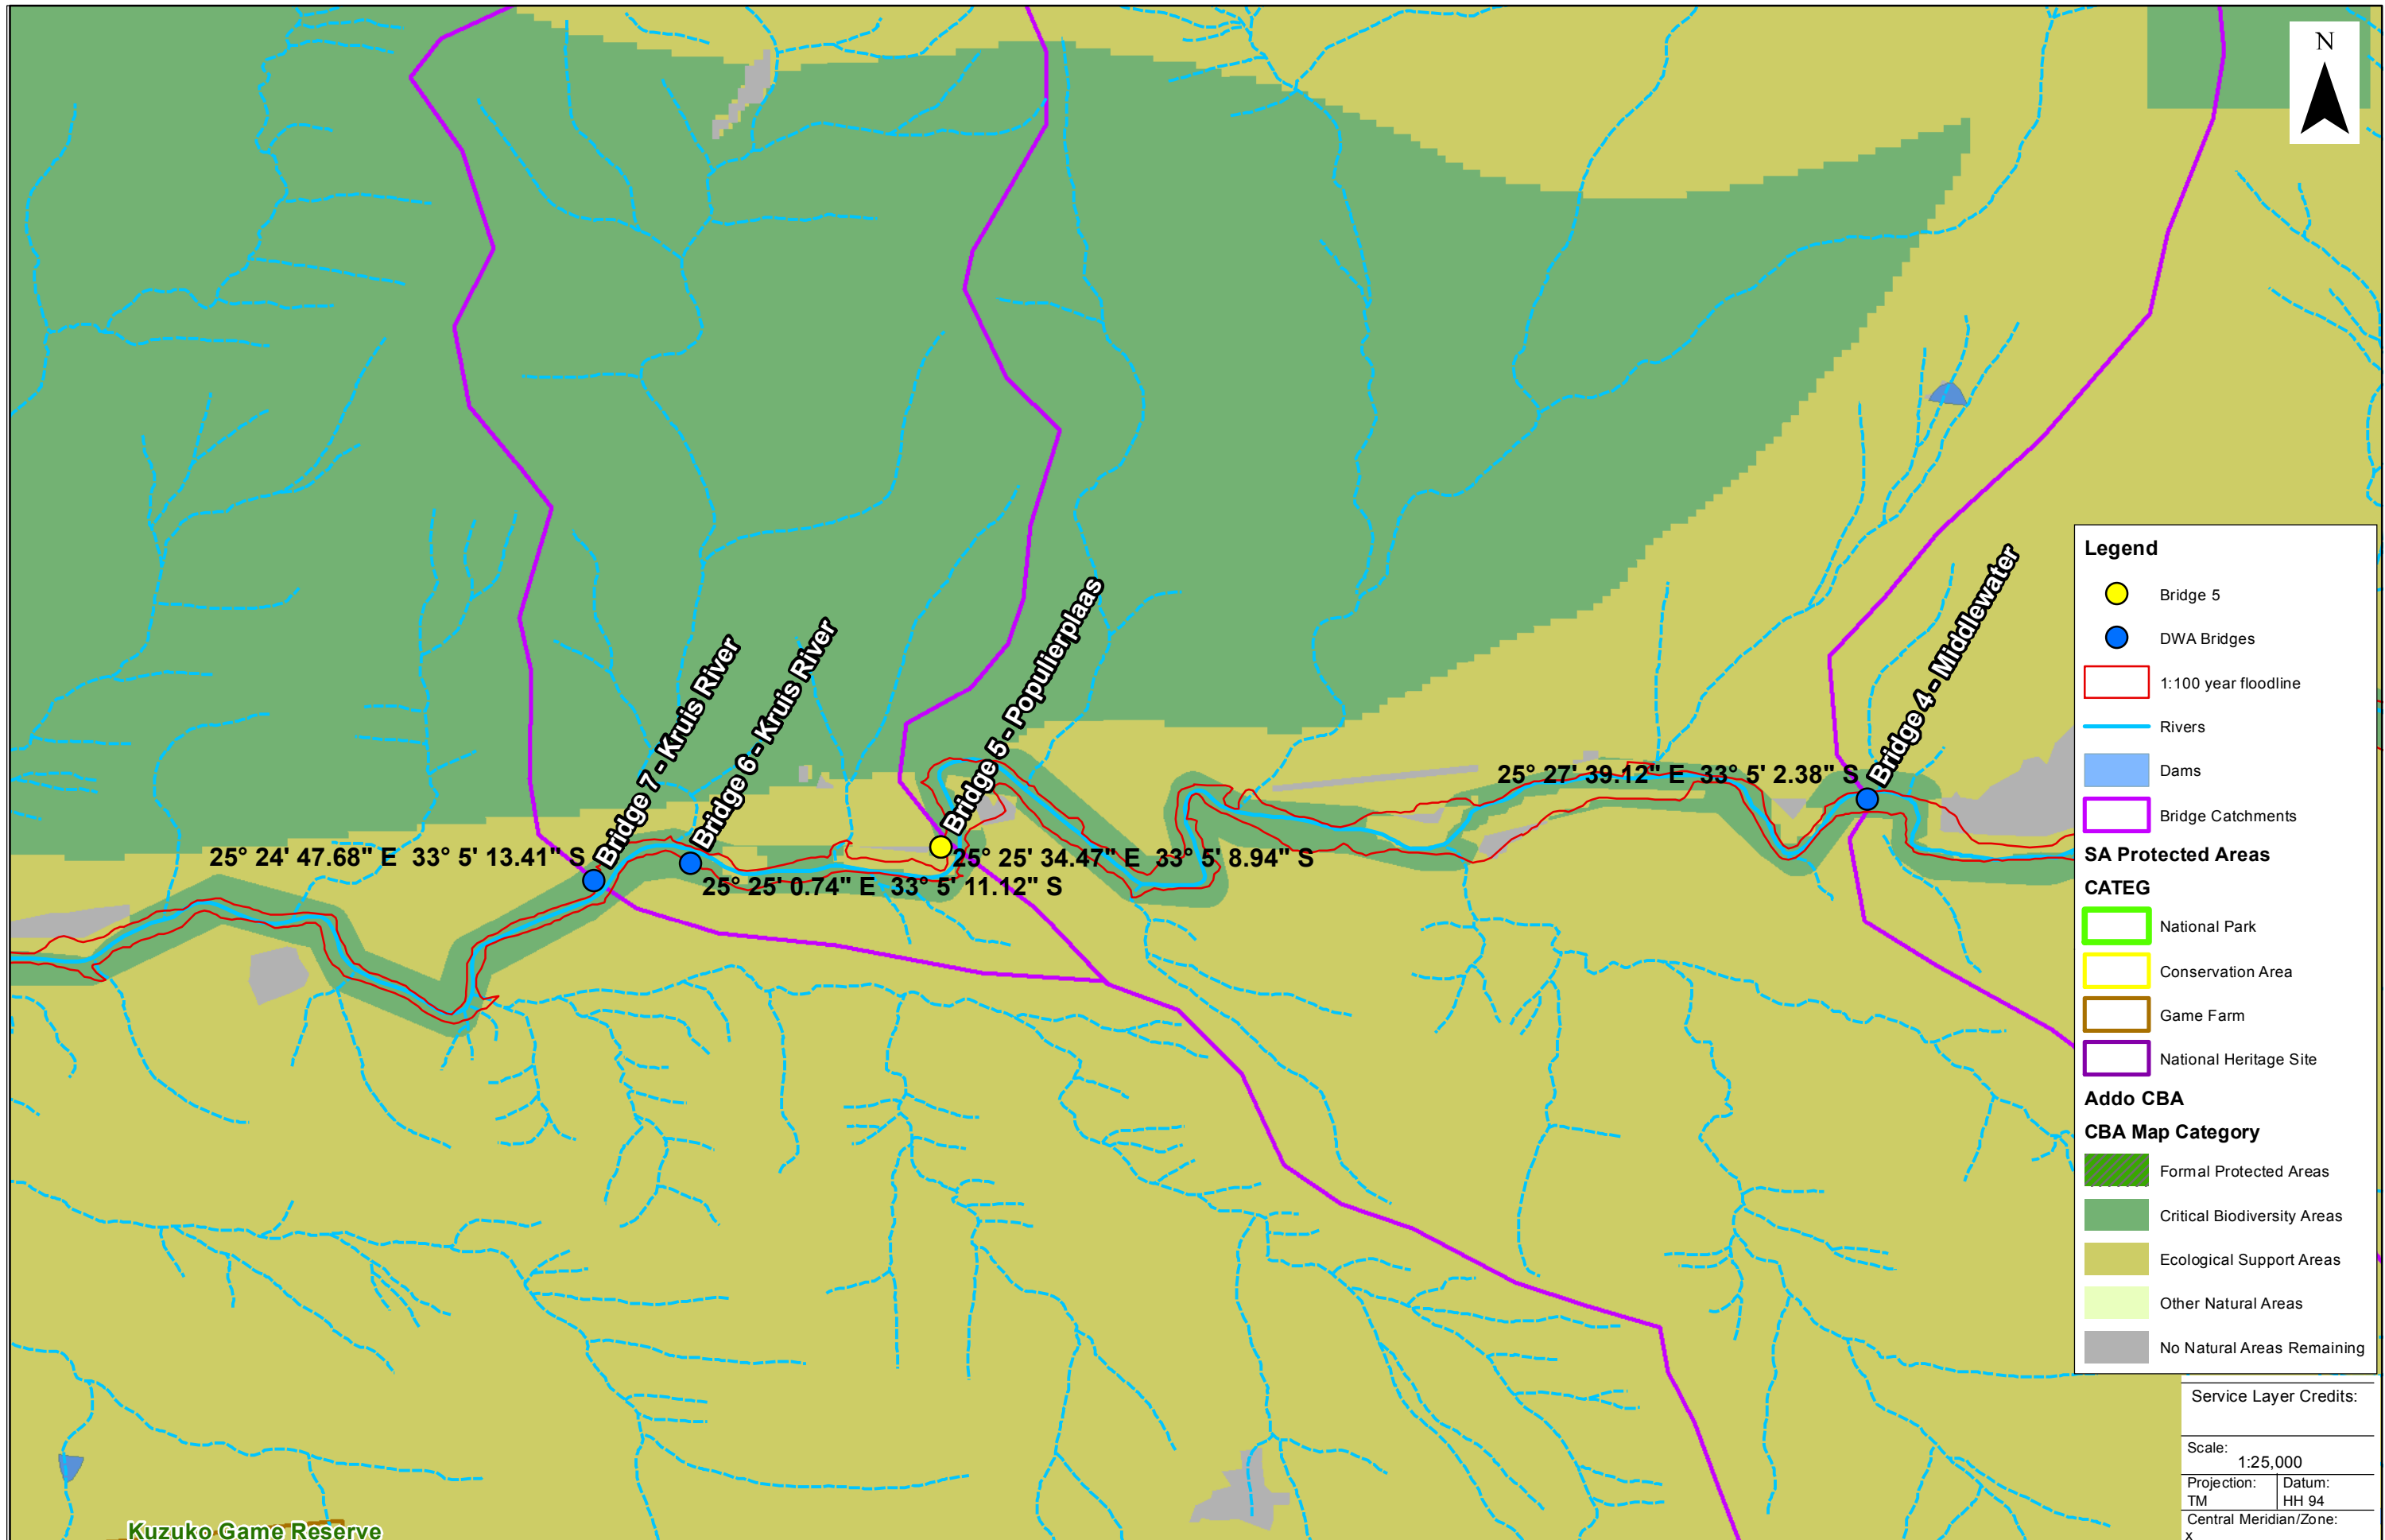 N
Bridge 7 - Kruis River
Bridge 6 - Kruis River
Bridge 5 - Populierplaas
Bridge 4 - Middlewater
25° 27' 39.12" E  33° 5' 2.38" S
25° 24' 47.68" E  33° 5' 13.41" S
25° 25' 34.47" E  33° 5' 8.94" S
25° 25' 0.74" E  33° 5' 11.12" S
Kuzuko Game Reserve
Legend
Bridge 5
DWA Bridges
1:100 year floodline
Rivers
Dams
Bridge Catchments
SA Protected Areas
CATEG
National Park
Conservation Area
Game Farm
National Heritage Site
Addo CBA
CBA Map Category
Formal Protected Areas
Critical Biodiversity Areas
Ecological Support Areas
Other Natural Areas
No Natural Areas Remaining
Service Layer Credits:
Scale:
1:25,000
Projection:
TM
Datum:
HH 94
Central Meridian/Zone:
x